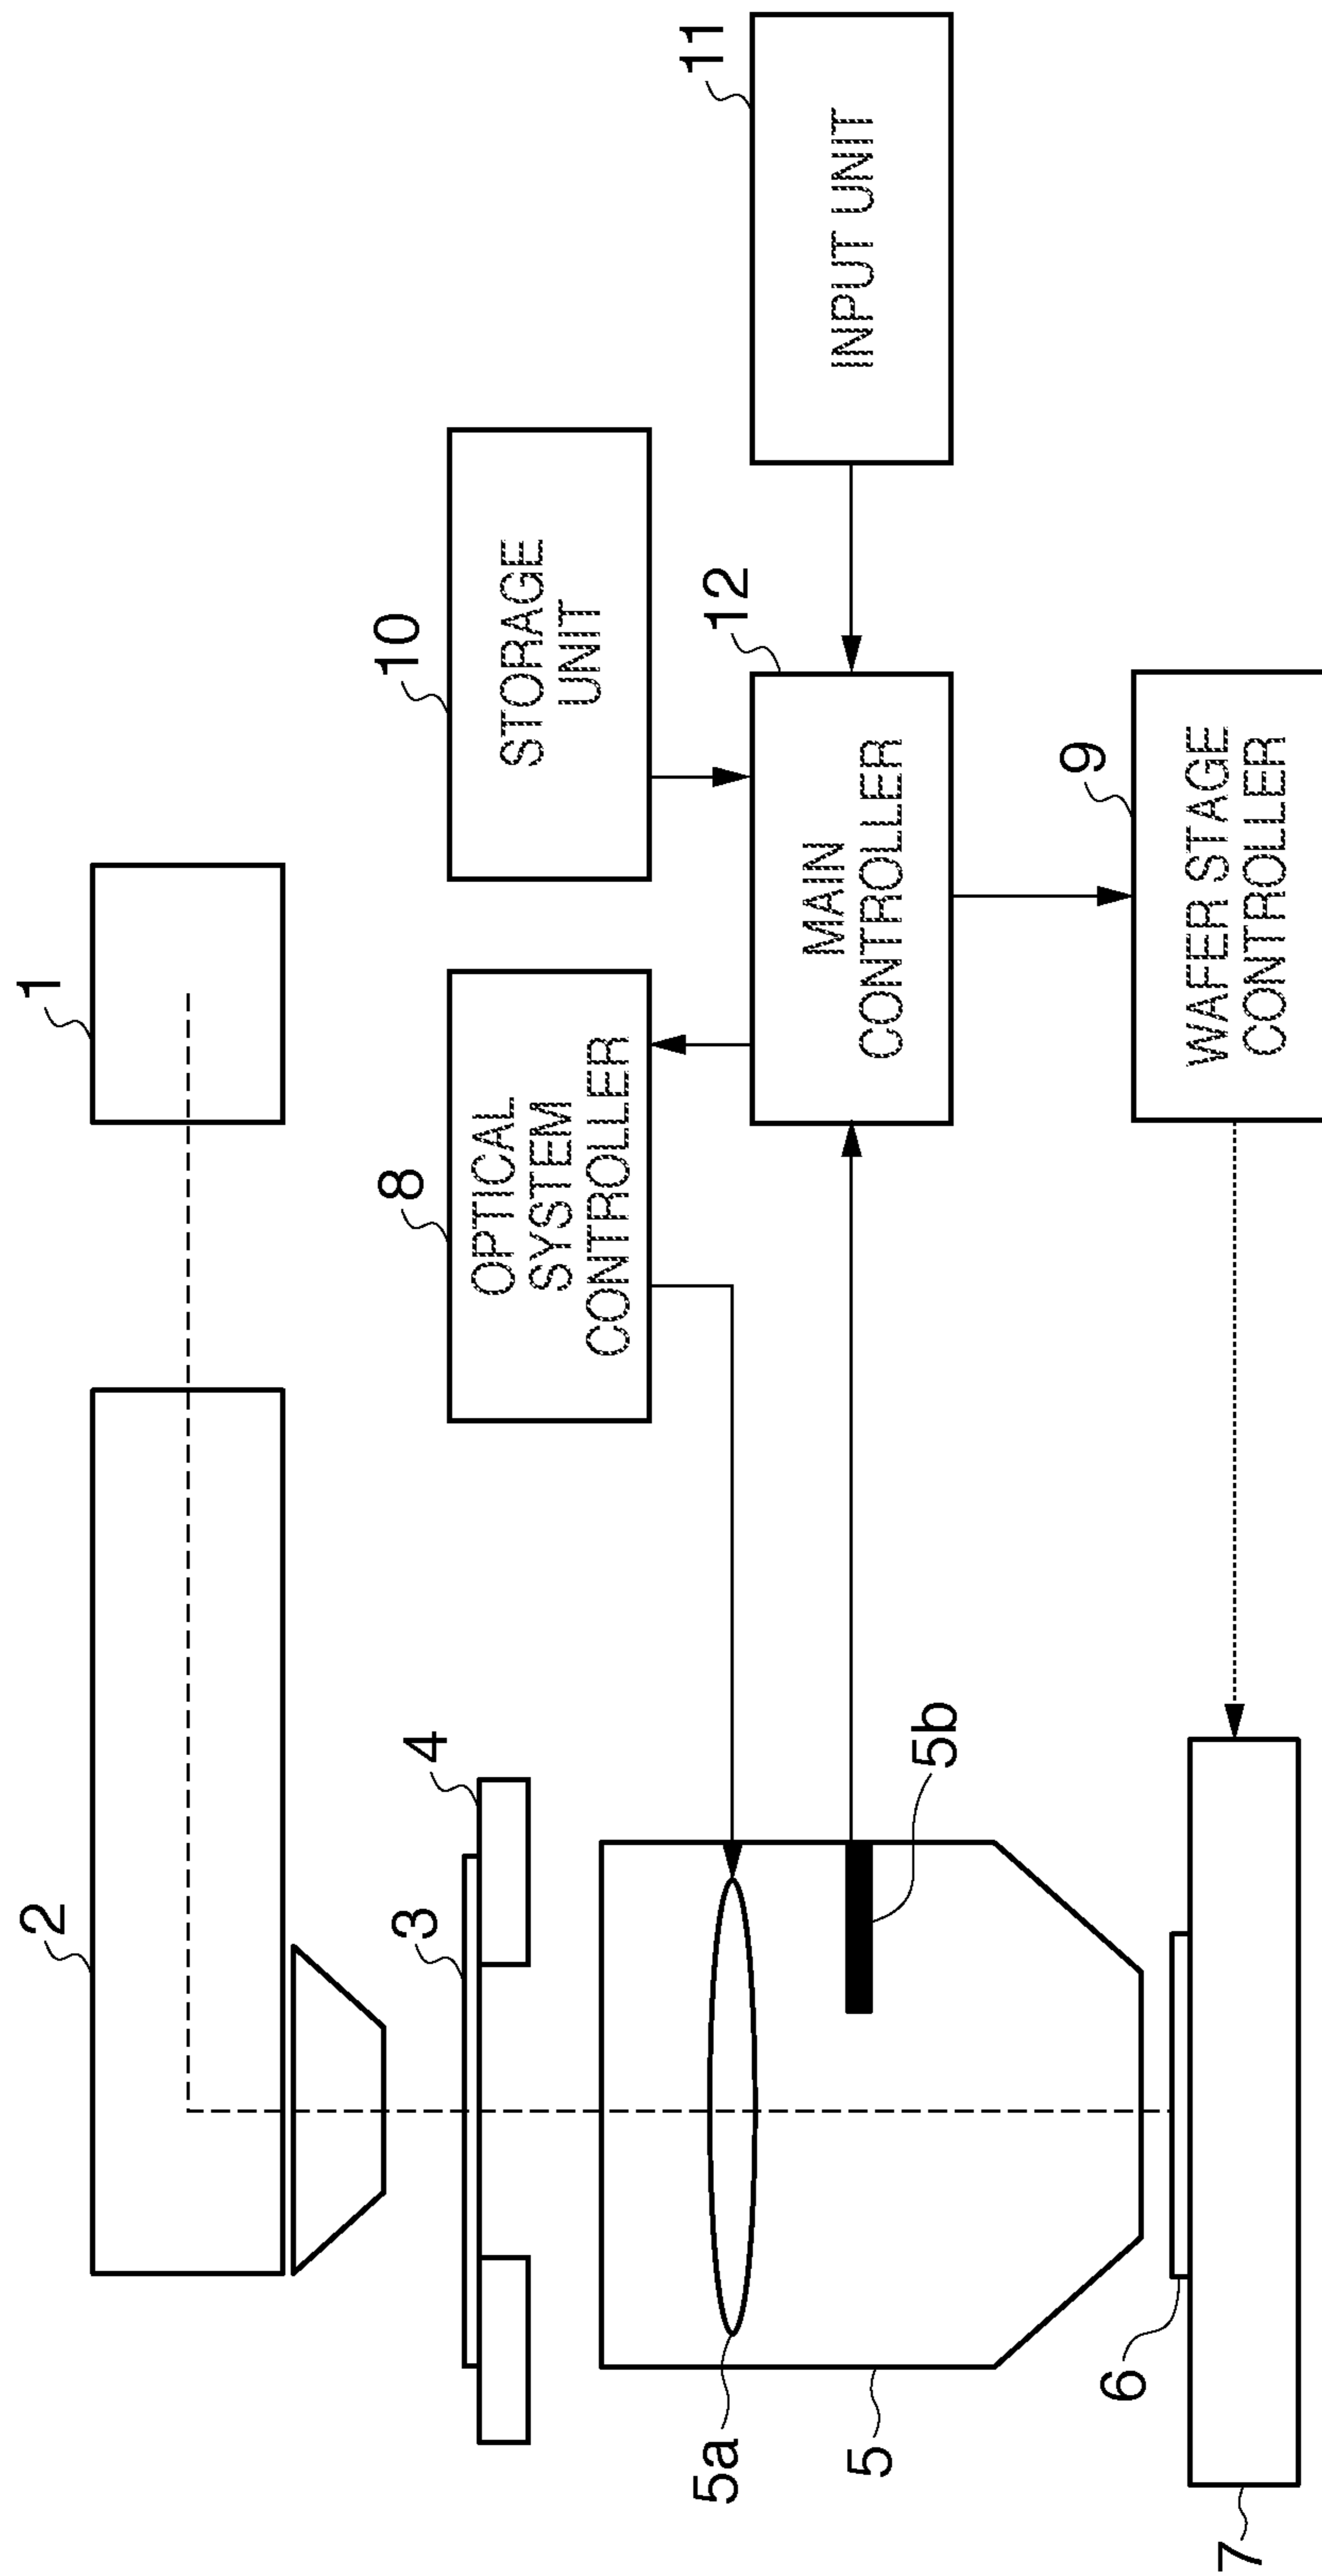 1
2
3
4
5a
5
5b
6
7
8
OPTICAL
SYSTEM
CONTROLLER
10
STORAGE
UNIT
12
MAIN
CONTROLLER
11
INPUT UNIT
9
WAFER STAGE
CONTROLLER